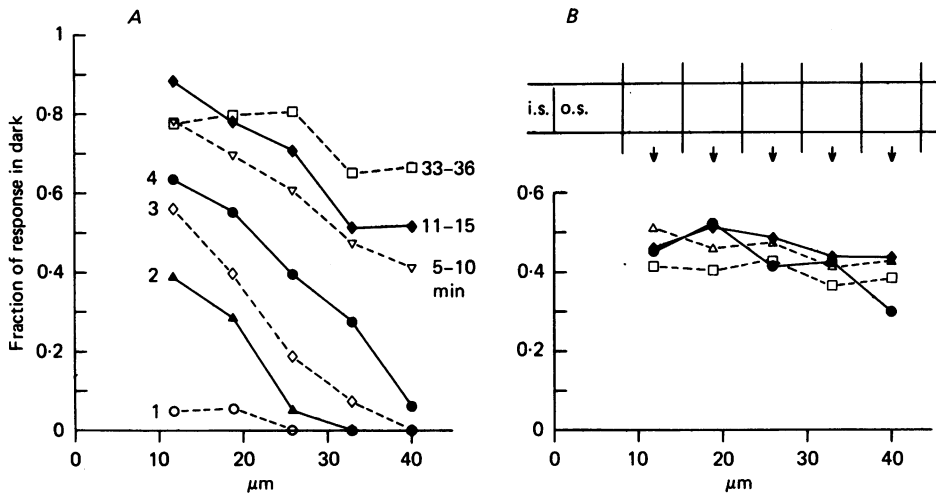 A
Fraction of response in dark
1
0·8
0·6
0·4
0·2
0
0 10 20 30 40
μm
4
3
2
1
33–36
11–15
5–10
min
B
i.s. o.s.
0·6
0·4
0·2
0
0 10 20 30 40
μm